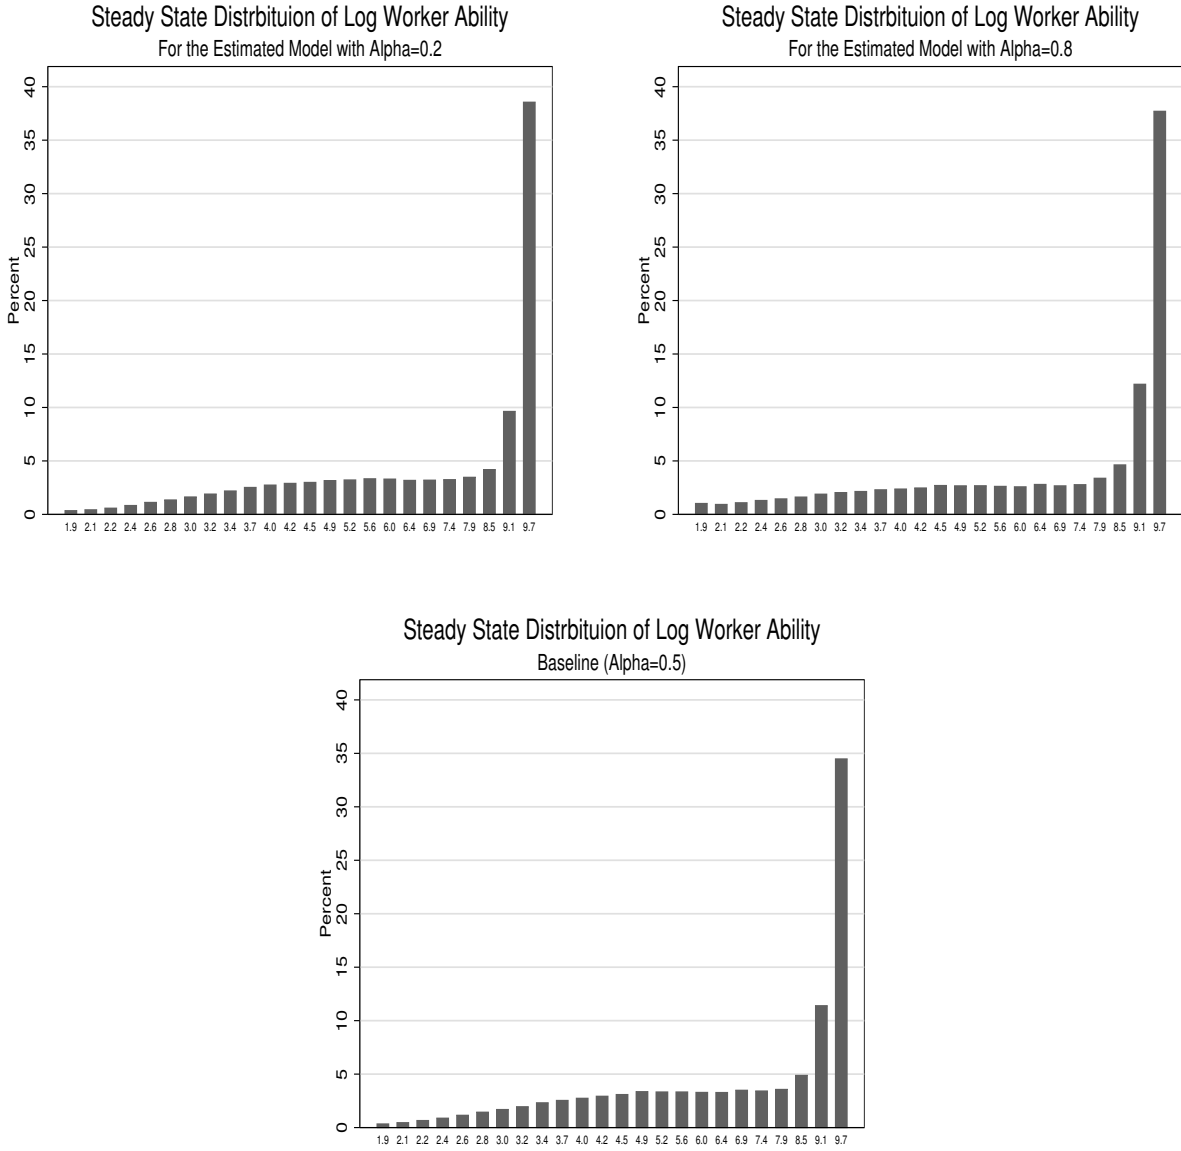 Steady State Distrbituion of Log Worker Ability
For the Estimated Model with Alpha=0.2
Percent
40
35
30
25
20
15
10
5
0
1.9 2.1 2.2 2.4 2.6 2.8 3.0 3.2 3.4 3.7 4.0 4.2 4.5 4.9 5.2 5.6 6.0 6.4 6.9 7.4 7.9 8.5 9.1 9.7
Steady State Distrbituion of Log Worker Ability
For the Estimated Model with Alpha=0.8
Percent
40
35
30
25
20
15
10
5
0
1.9 2.1 2.2 2.4 2.6 2.8 3.0 3.2 3.4 3.7 4.0 4.2 4.5 4.9 5.2 5.6 6.0 6.4 6.9 7.4 7.9 8.5 9.1 9.7
Steady State Distrbituion of Log Worker Ability
Baseline (Alpha=0.5)
Percent
40
35
30
25
20
15
10
5
0
1.9 2.1 2.2 2.4 2.6 2.8 3.0 3.2 3.4 3.7 4.0 4.2 4.5 4.9 5.2 5.6 6.0 6.4 6.9 7.4 7.9 8.5 9.1 9.7